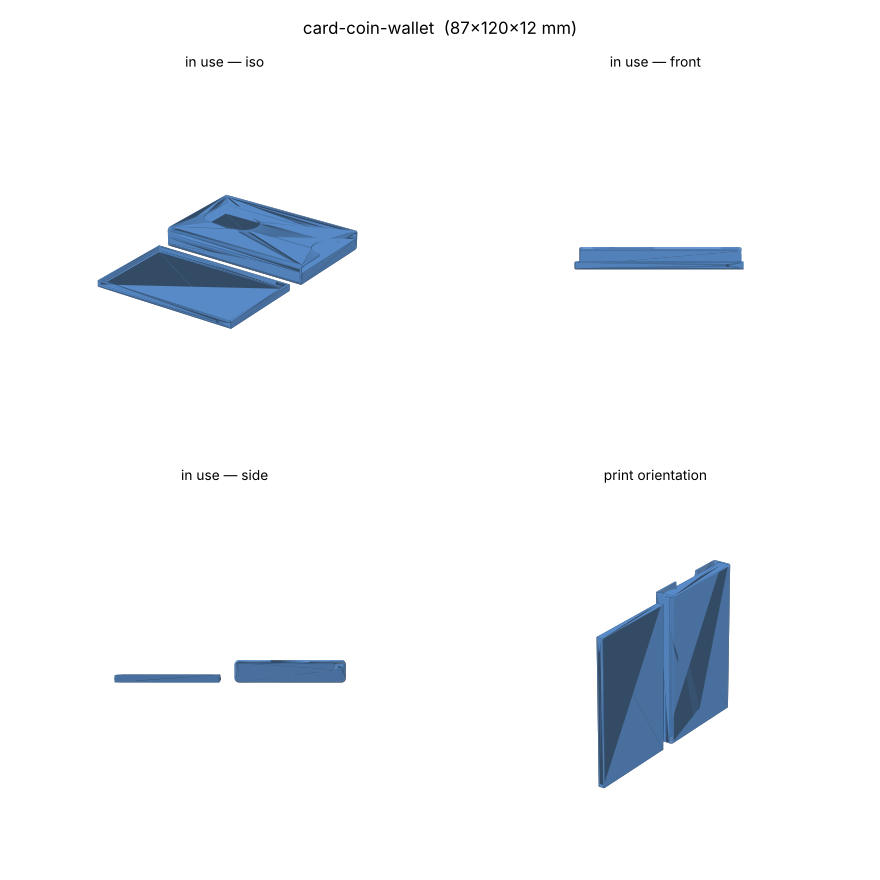 card-coin-wallet (87×120×12 mm)
in use — iso
in use — front
in use — side
print orientation